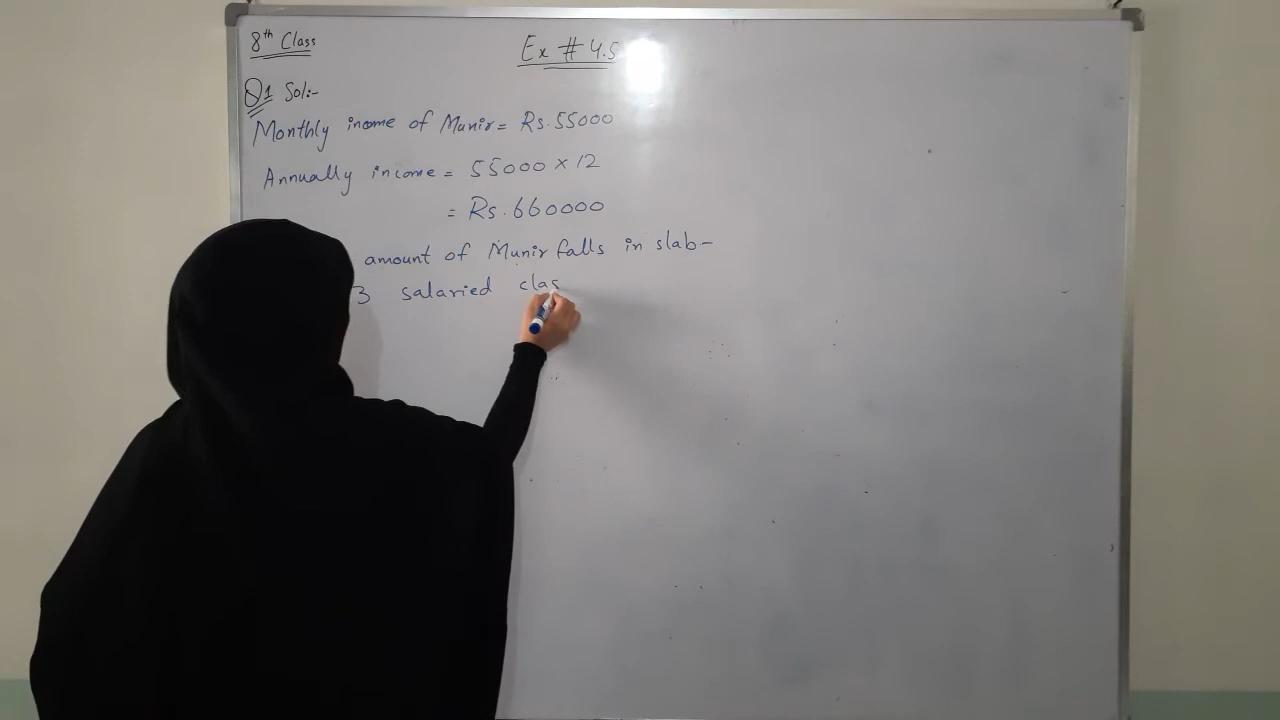 8th Class
Ex # 4.5
Q1 Sol:-
Monthly income of Munir = Rs.55000
Annually income = 55000 × 12
= Rs.660000
amount of Munir falls in slab-
3 salaried clas